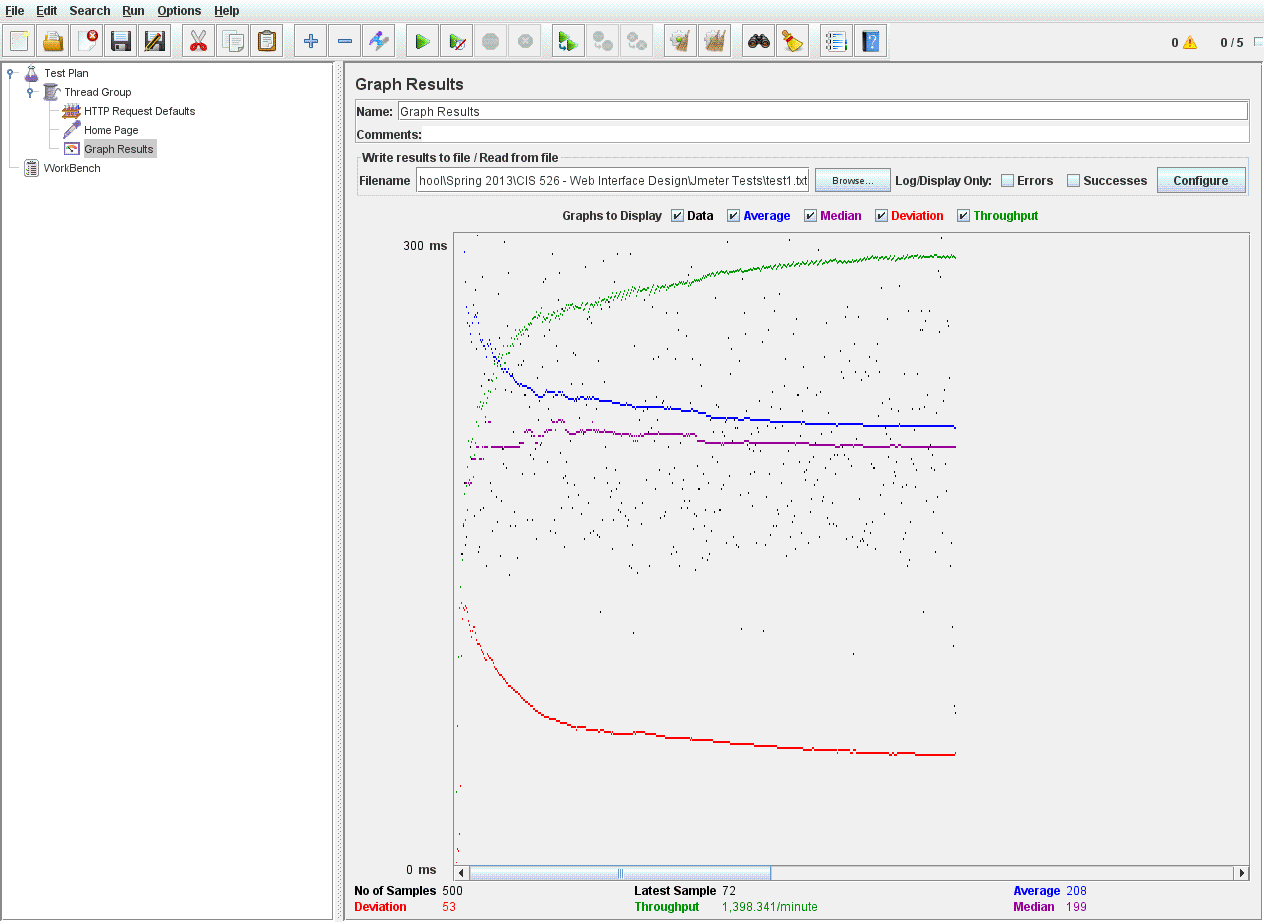 File Edit Search Run Options Help
0 0 / 5
Test Plan
Thread Group
HTTP Request Defaults
Home Page
Graph Results
WorkBench
Graph Results
Name: Graph Results
Comments:
Write results to file / Read from file
Filename hool\Spring 2013\CIS 526 - Web Interface Design\Jmeter Tests\test1.txt Browse... Log/Display Only: Errors Successes Configure
Graphs to Display Data Average Median Deviation Throughput
300 ms
0 ms
No of Samples 500 Latest Sample 72 Average 208
Deviation 53 Throughput 1,398.341/minute Median 199